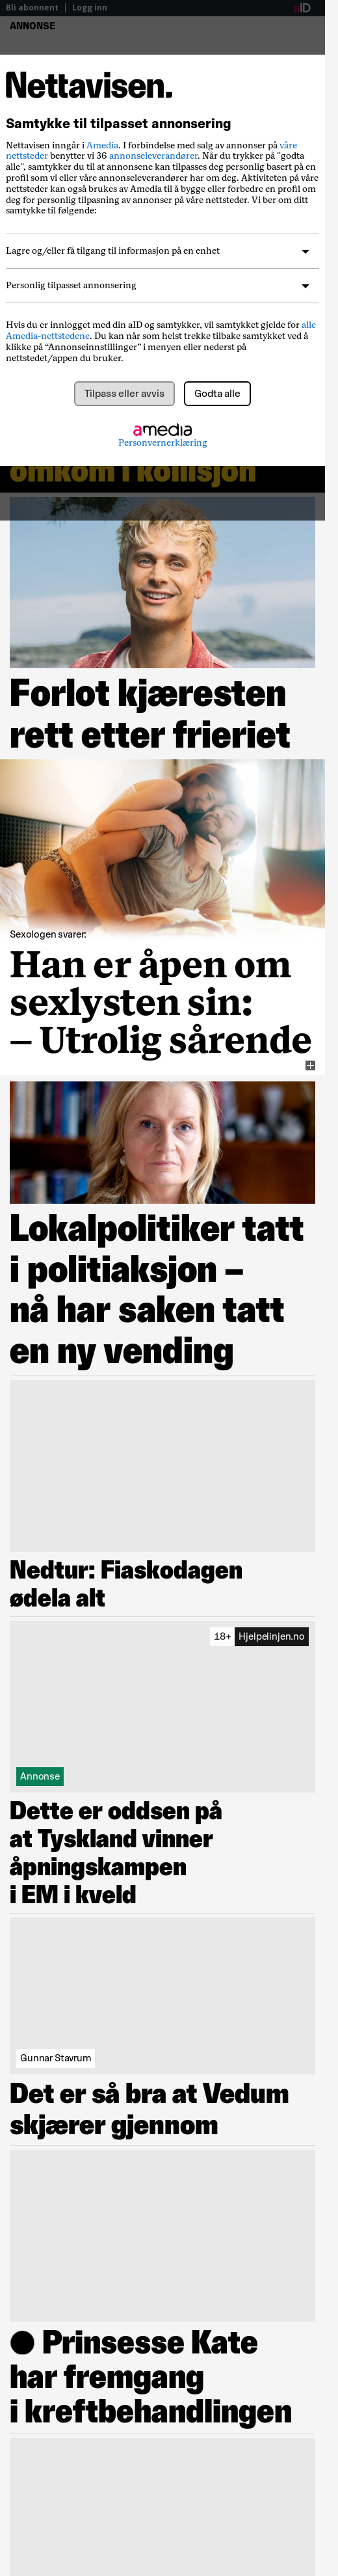 Bli abonnent | Logg inn
aID
ANNONSE
Nettavisen.
Samtykke til tilpasset annonsering
Nettavisen inngår i Amedia. I forbindelse med salg av annonser på våre
nettsteder benytter vi 36 annonseleverandører. Når du trykker på "godta
alle", samtykker du til at annonsene kan tilpasses deg personlig basert på en
profil som vi eller våre annonseleverandører har om deg. Aktiviteten på våre
nettsteder kan også brukes av Amedia til å bygge eller forbedre en profil om
deg for personlig tilpasning av annonser på våre nettsteder. Vi ber om ditt
samtykke til følgende:
Lagre og/eller få tilgang til informasjon på en enhet
Personlig tilpasset annonsering
Hvis du er innlogget med din aID og samtykker, vil samtykket gjelde for alle
Amedia-nettstedene. Du kan når som helst trekke tilbake samtykket ved å
klikke på “Annonseinnstillinger” i menyen eller nederst på
nettstedet/appen du bruker.
Tilpass eller avvis
Godta alle
amedia
Personvernerklæring
omkom i kollisjon
Forlot kjæresten
rett etter frieriet
Sexologen svarer:
Han er åpen om
sexlysten sin:
– Utrolig sårende
Lokalpolitiker tatt
i politiaksjon –
nå har saken tatt
en ny vending
Nedtur: Fiaskodagen
ødela alt
18+ Hjelpelinjen.no
Annonse
Dette er oddsen på
at Tyskland vinner
åpningskampen
i EM i kveld
Gunnar Stavrum
Det er så bra at Vedum
skjærer gjennom
● Prinsesse Kate
har fremgang
i kreftbehandlingen